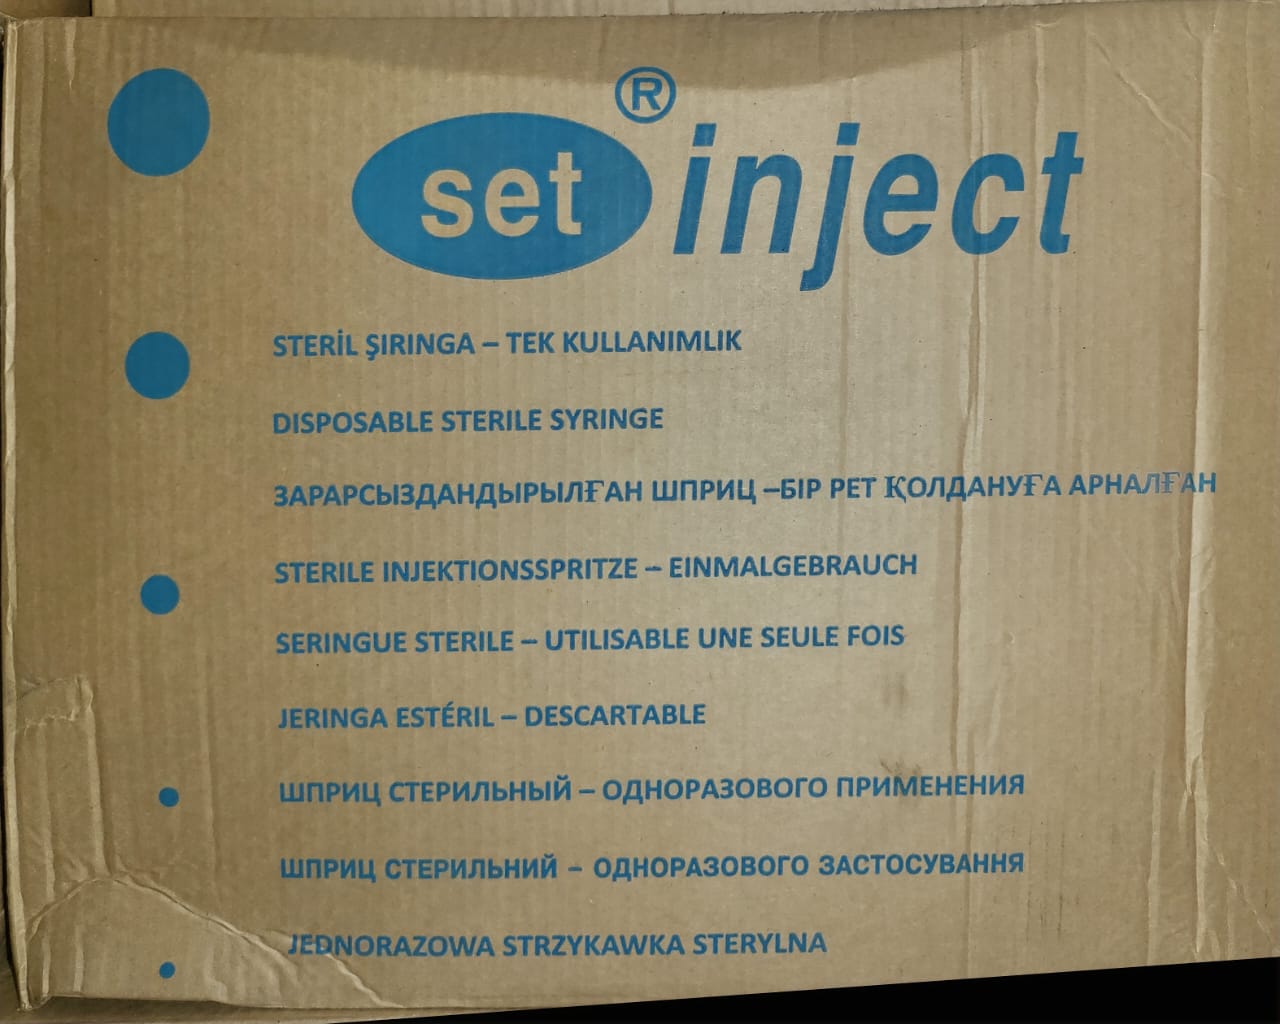 set® inject
STERİL ŞIRINGA – TEK KULLANIMLIK
DISPOSABLE STERILE SYRINGE
ЗАРАРСЫЗДАНДЫРЫЛҒАН ШПРИЦ –БІР РЕТ ҚОЛДАНУҒА АРНАЛҒАН
STERILE INJEKTIONSSPRITZE – EINMALGEBRAUCH
SERINGUE STERILE – UTILISABLE UNE SEULE FOIS
JERINGA ESTÉRIL – DESCARTABLE
ШПРИЦ СТЕРИЛЬНЫЙ – ОДНОРАЗОВОГО ПРИМЕНЕНИЯ
ШПРИЦ СТЕРИЛЬНИЙ – ОДНОРАЗОВОГО ЗАСТОСУВАННЯ
JEDNORAZOWA STRZYKAWKA STERYLNA